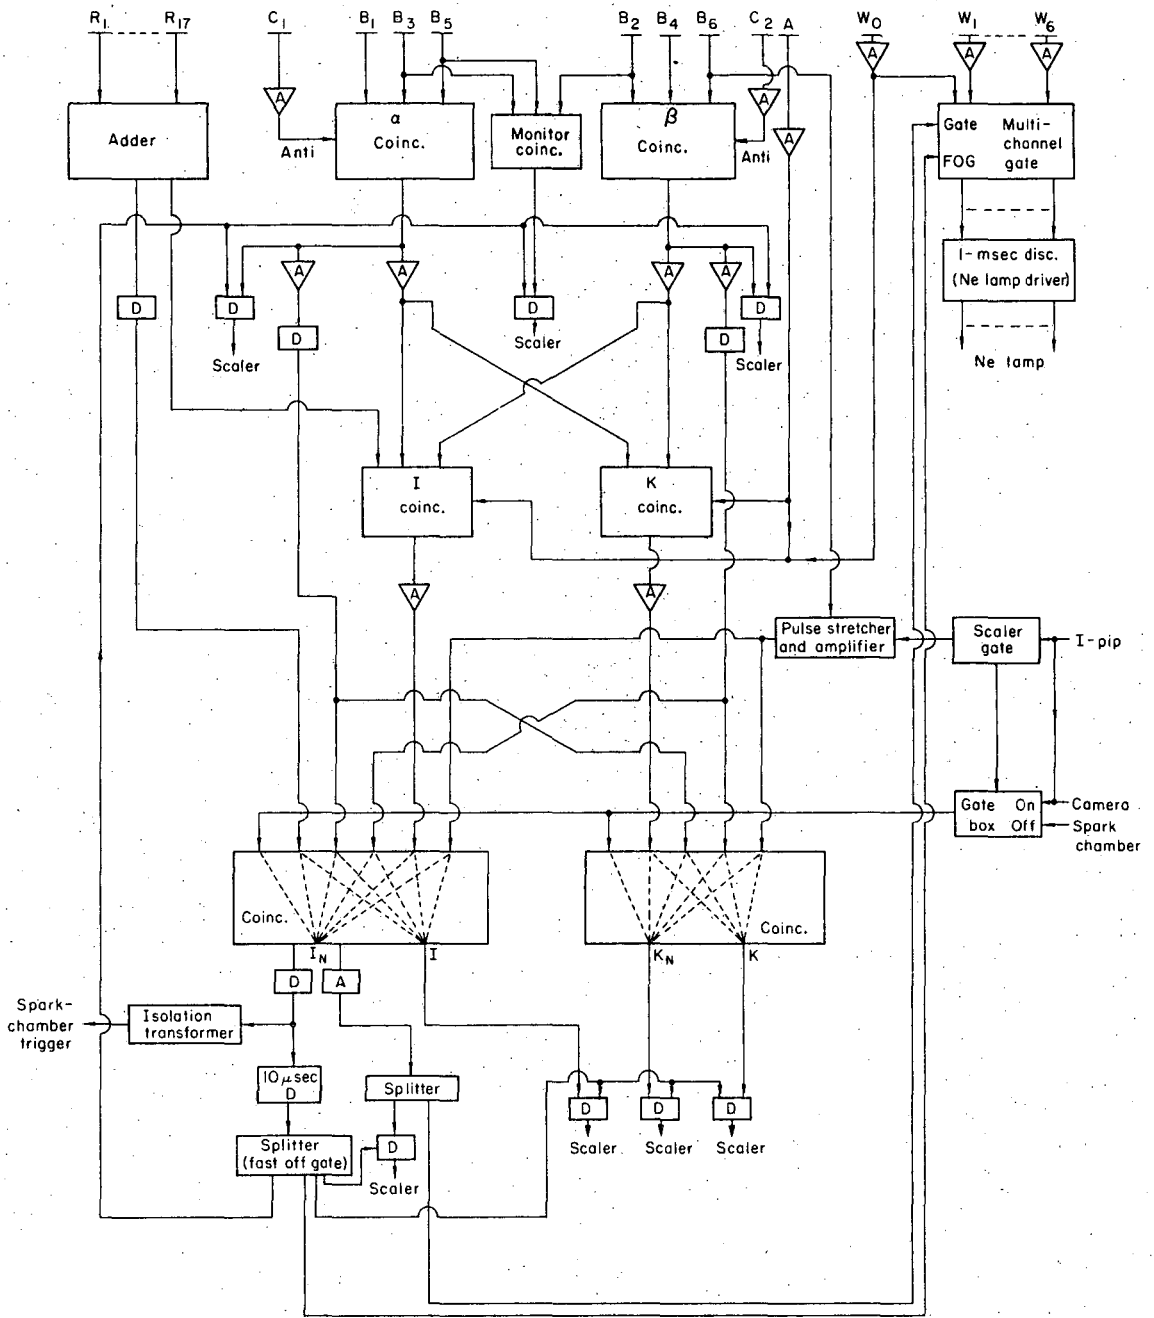 R1 R17 C1 B1 B3 B5 B2 B4 B6 C2 A W0 W1 W6
A A A
A A
A
Adder
α
Coinc.
Anti
Monitor
coinc.
β
Coinc.
Anti
Gate Multi-
channel
FOG gate
A A A A
1-msec disc.
(Ne lamp driver)
D D D D
D D
Scaler Scaler Scaler
Ne lamp
I
coinc.
K
coinc.
A A
Pulse stretcher
and amplifier
Scaler
gate
I-pip
Gate On
box Off
Camera
Spark
chamber
Coinc.
Coinc.
IN I KN K
D A
Spark-
chamber
trigger
Isolation
transformer
10 μsec
D
Splitter
D D D
Scaler Scaler Scaler
Splitter
(fast off gate)
D
Scaler